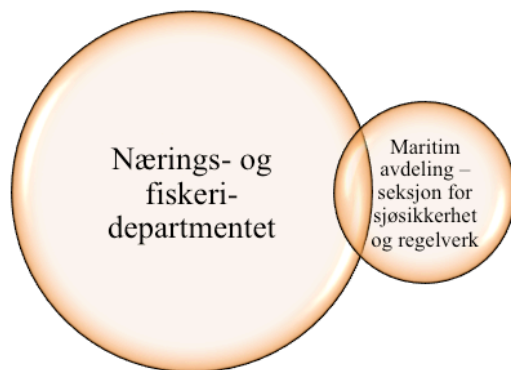 Nærings- og
fiskeri-
departmentet
Maritim
avdeling –
seksjon for
sjøsikkerhet
og regelverk